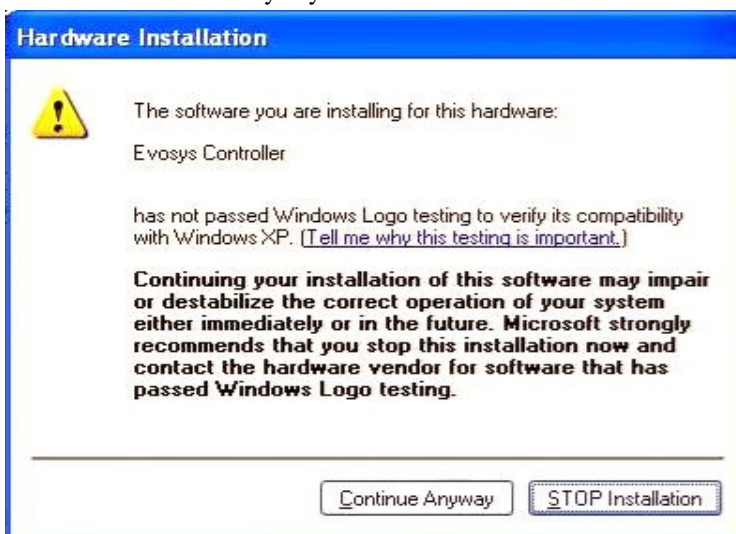 Hardware Installation
The software you are installing for this hardware:
Evosys Controller
has not passed Windows Logo testing to verify its compatibility
with Windows XP. (Tell me why this testing is important.)
Continuing your installation of this software may impair
or destabilize the correct operation of your system
either immediately or in the future. Microsoft strongly
recommends that you stop this installation now and
contact the hardware vendor for software that has
passed Windows Logo testing.
Continue Anyway
STOP Installation